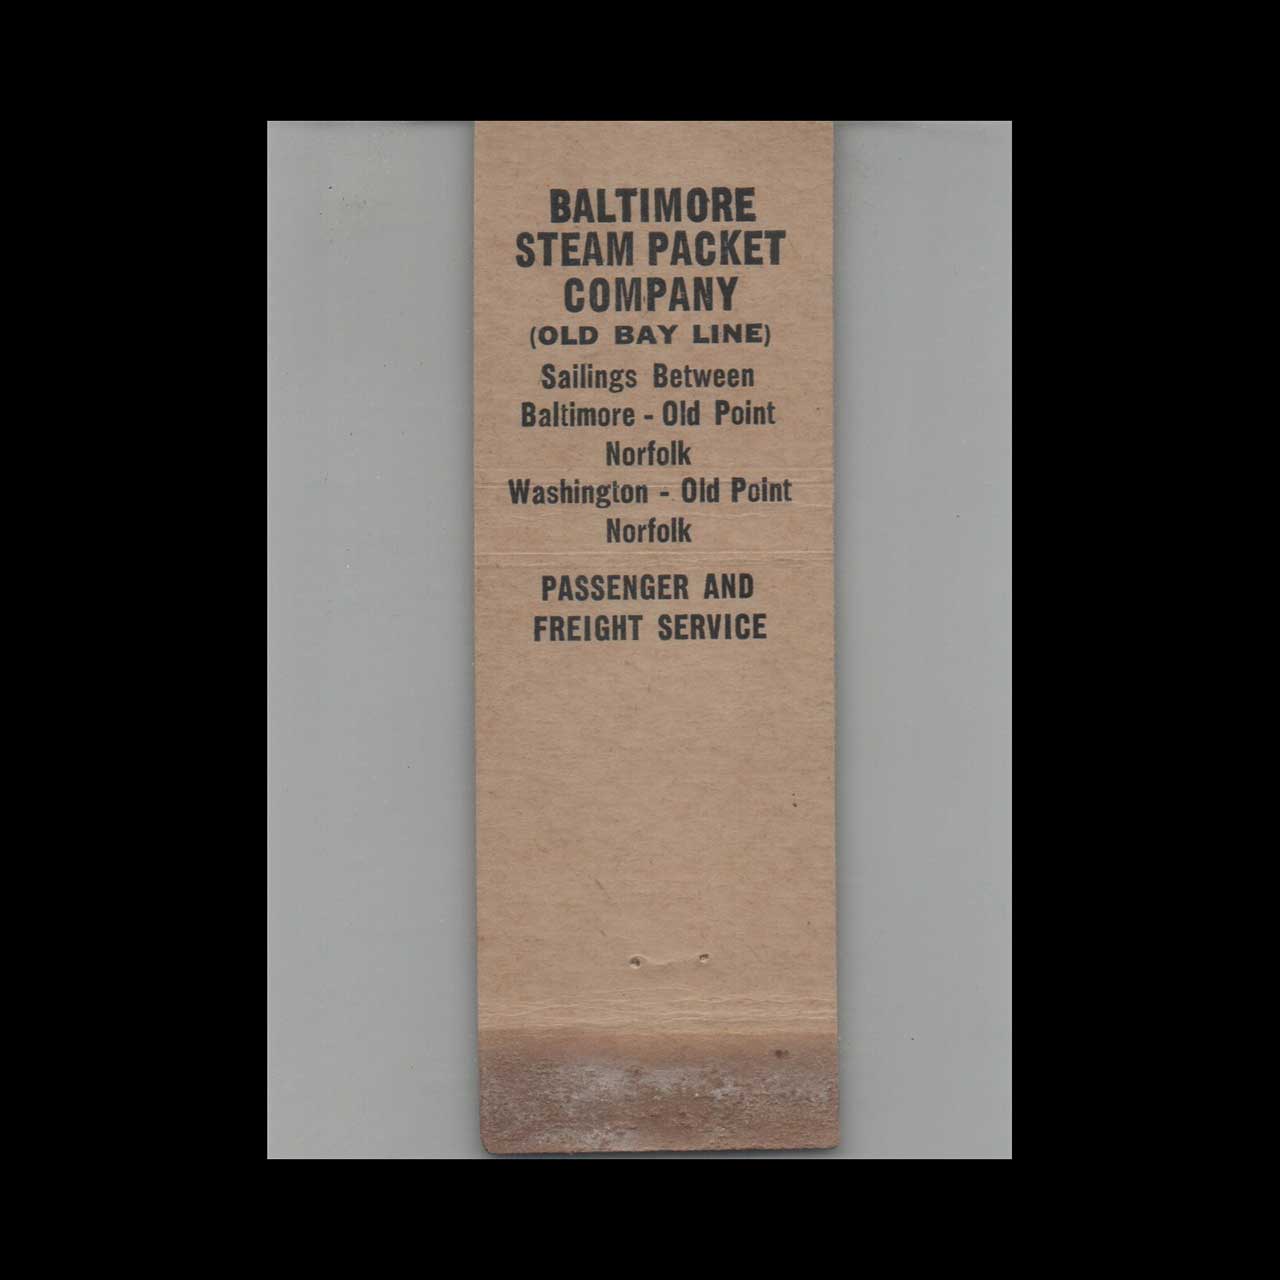 BALTIMORE
STEAM PACKET
COMPANY
(OLD BAY LINE)
Sailings Between
Baltimore - Old Point
Norfolk
Washington - Old Point
Norfolk
PASSENGER AND
FREIGHT SERVICE